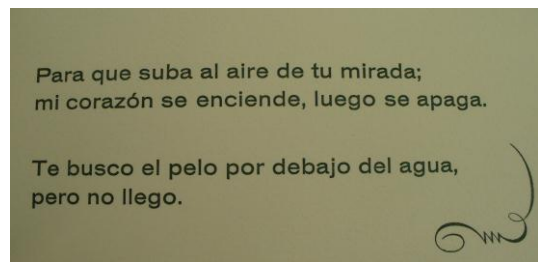 Para que suba al aire de tu mirada;
mi corazón se enciende, luego se apaga.
Te busco el pelo por debajo del agua,
pero no llego.